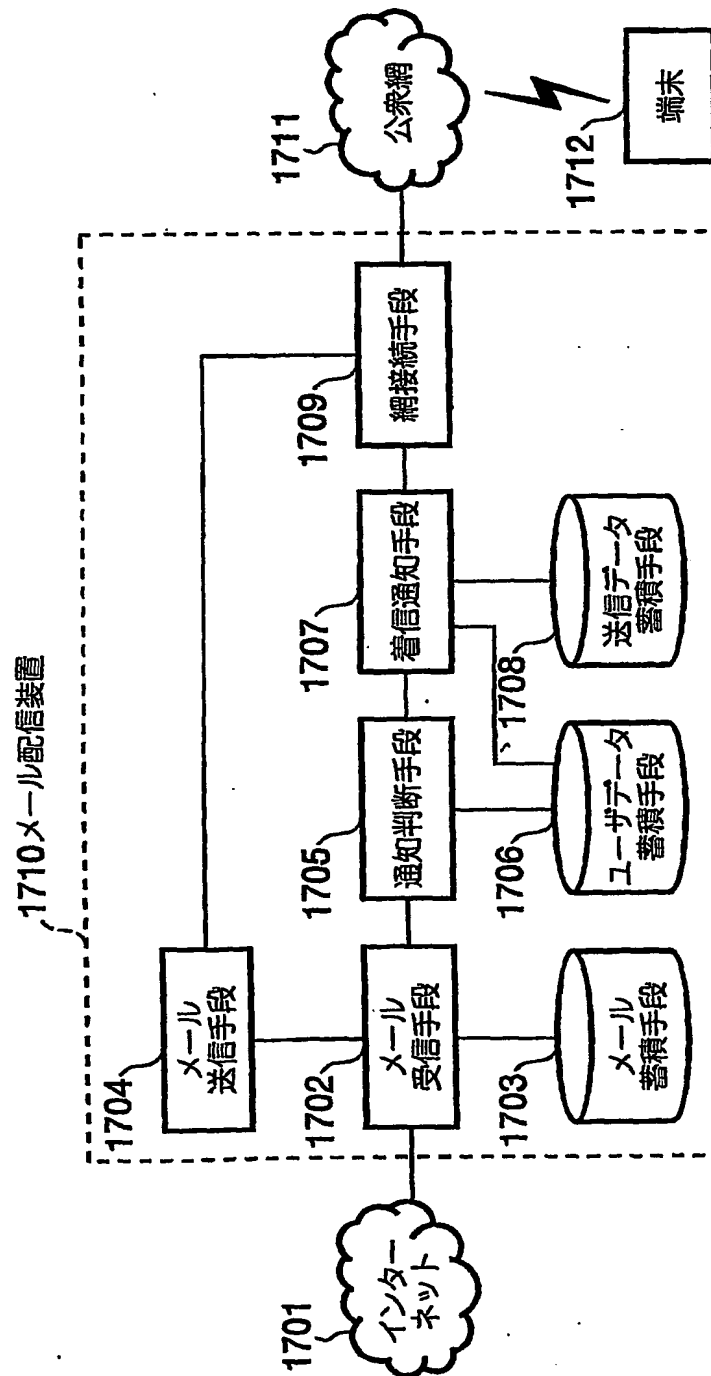 1710メール配信装置
1704
メール
送信手段
1701
インター
ネット
1702
メール
受信手段
1705
通知判断手段
1707
着信通知手段
1709
網接続手段
1711
公衆網
1703
メール
蓄積手段
1706
ユーザデータ
蓄積手段
1708
送信データ
蓄積手段
1712
端末